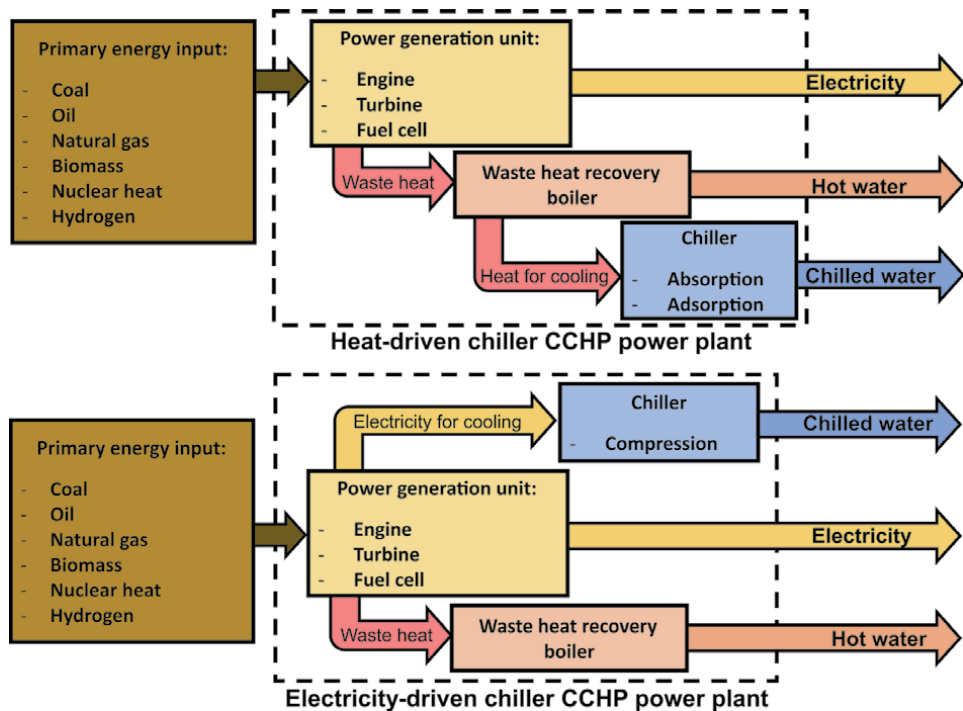 Primary energy input:
- Coal
- Oil
- Natural gas
- Biomass
- Nuclear heat
- Hydrogen
Power generation unit:
- Engine
- Turbine
- Fuel cell
Electricity
Waste heat
Waste heat recovery
boiler
Hot water
Heat for cooling
Chiller
- Absorption
- Adsorption
Chilled water
Heat-driven chiller CCHP power plant
Primary energy input:
- Coal
- Oil
- Natural gas
- Biomass
- Nuclear heat
- Hydrogen
Electricity for cooling
Chiller
- Compression
Chilled water
Power generation unit:
- Engine
- Turbine
- Fuel cell
Electricity
Waste heat
Waste heat recovery
boiler
Hot water
Electricity-driven chiller CCHP power plant